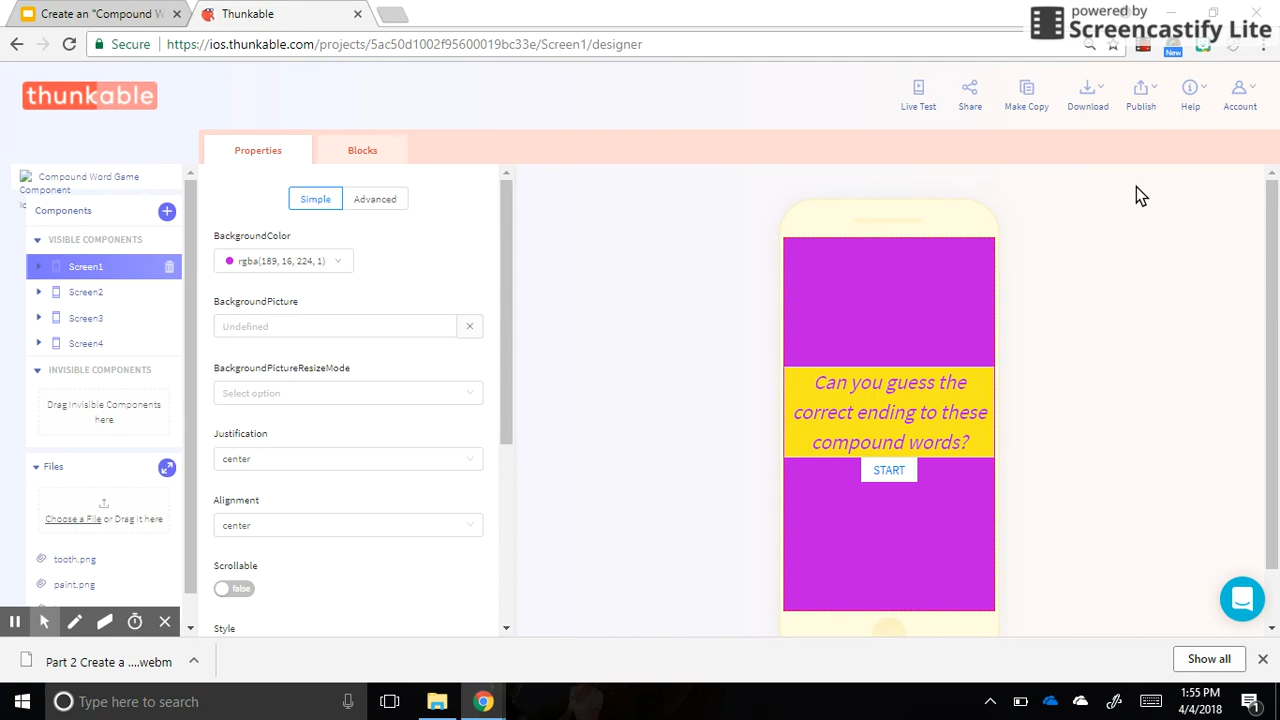 Create an "Compound W
Thunkable
powered by
Screencastify Lite
Secure
https://ios.thunkable.com/projects/5ac50d1002f95c0519b333e/Screen1/designer
New
thunkable
Live Test
Share
Make Copy
Download
Publish
Help
Account
Properties
Blocks
Compound Word Game
Component
Components
VISIBLE COMPONENTS
Screen1
Screen2
Screen3
Screen4
INVISIBLE COMPONENTS
Drag Invisible Components
here
Files
Choose a File or Drag it here
tooth.png
paint.png
Simple
Advanced
BackgroundColor
rgba(189, 16, 224, 1)
BackgroundPicture
Undefined
BackgroundPictureResizeMode
Select option
Justification
center
Alignment
center
Scrollable
false
Style
Can you guess the
correct ending to these
compound words?
START
Part 2 Create a ....webm
Show all
Type here to search
1:55 PM
4/4/2018
1